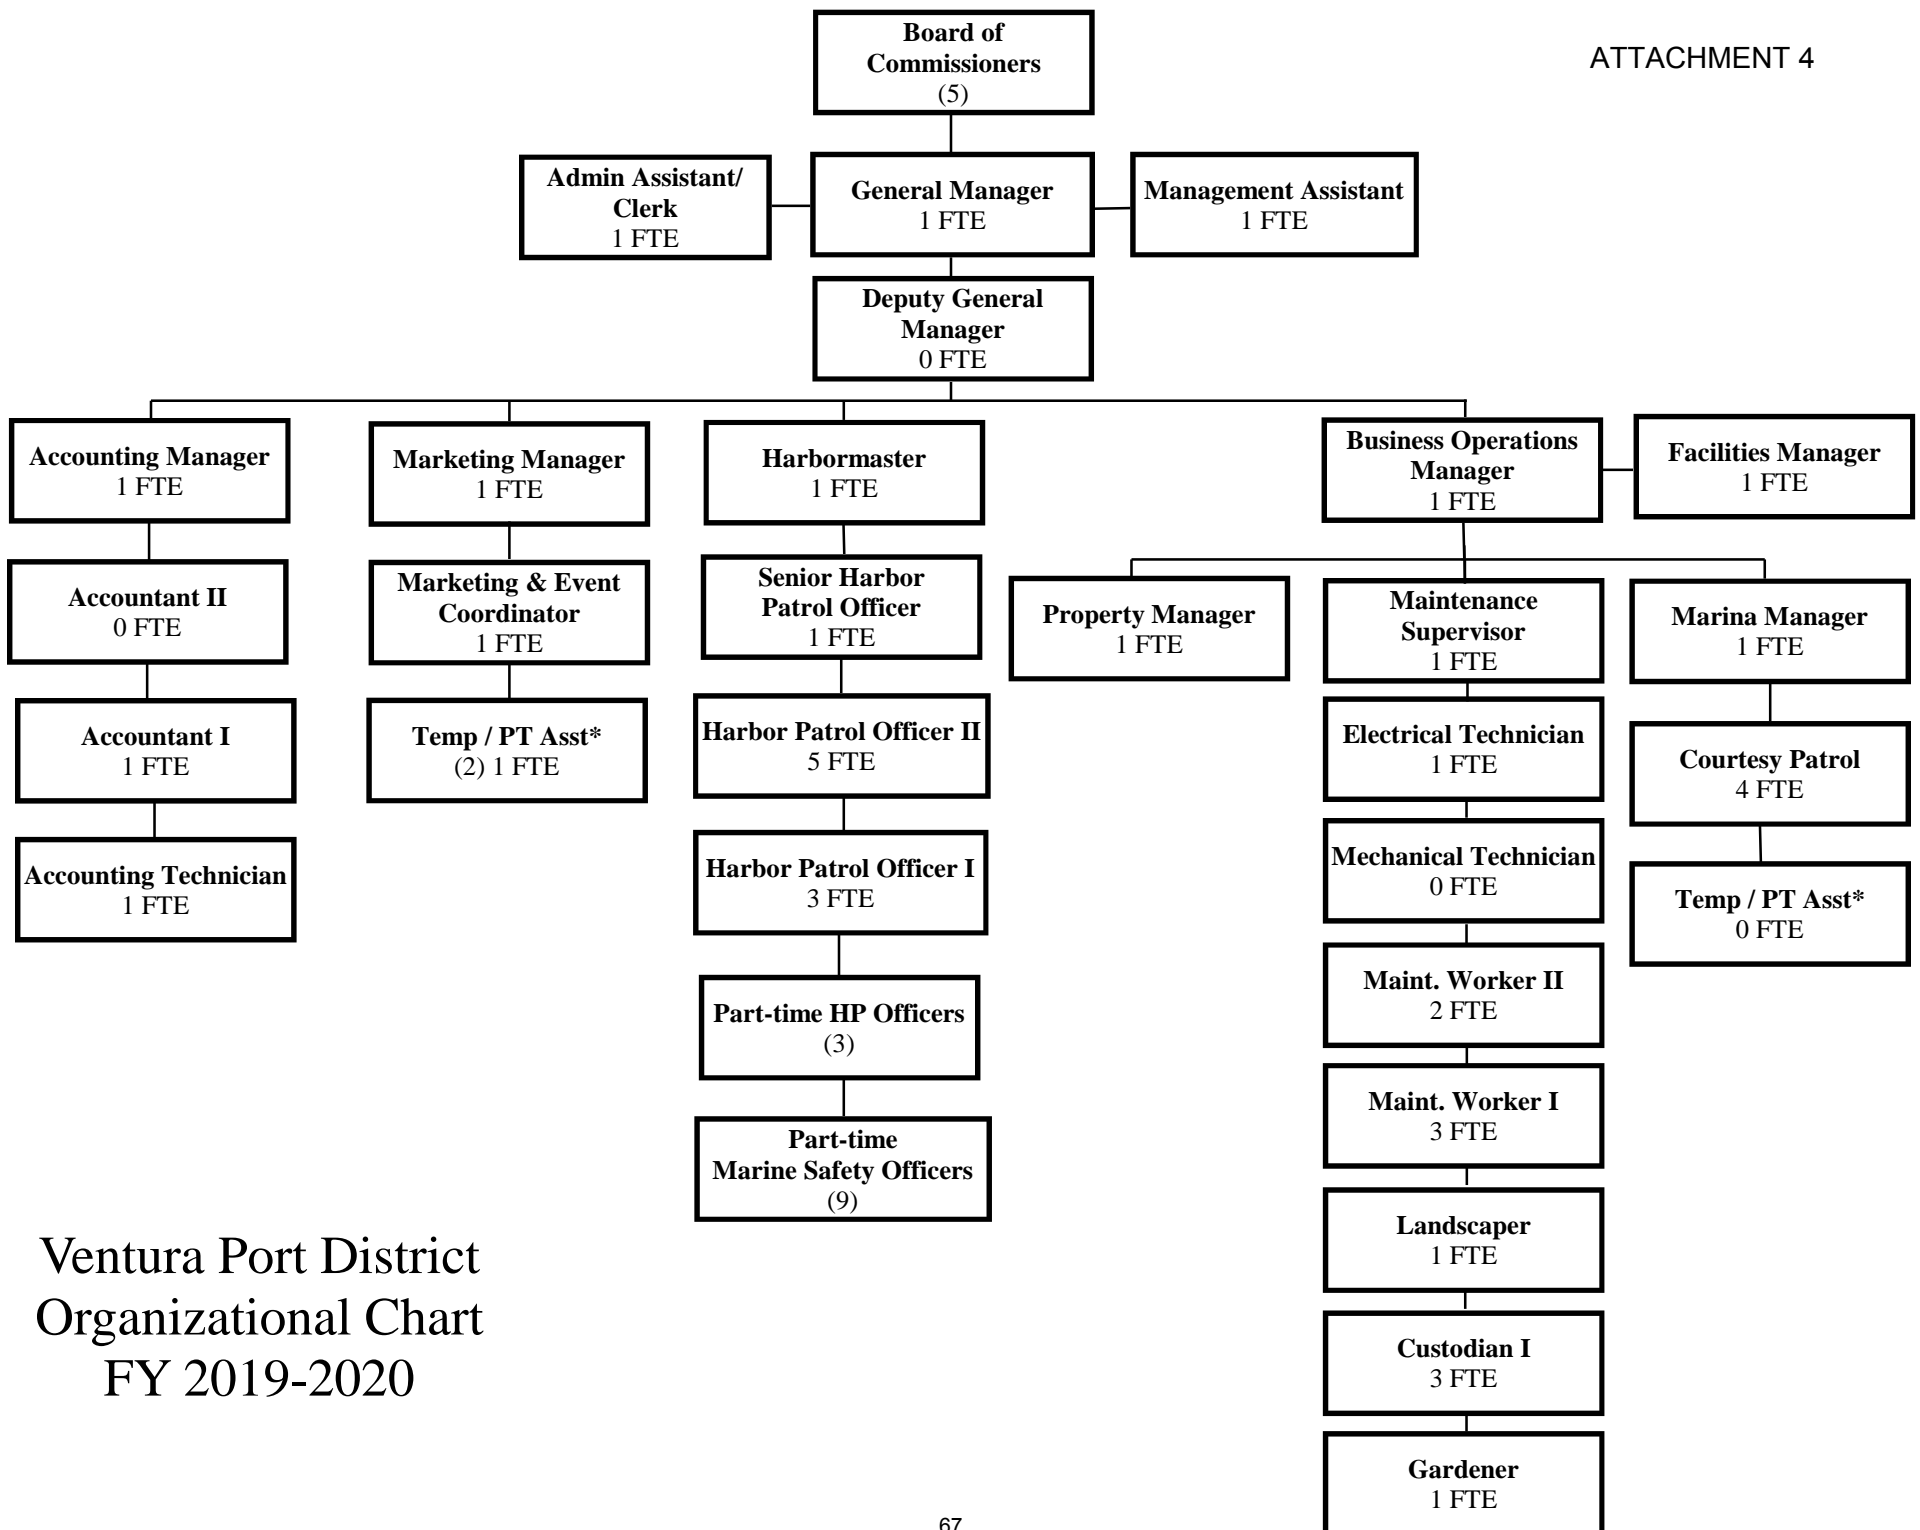 ATTACHMENT 4
Board of
Commissioners
(5)
Admin Assistant/
Clerk
1 FTE
General Manager
1 FTE
Management Assistant
1 FTE
Deputy General
Manager
0 FTE
Accounting Manager
1 FTE
Marketing Manager
1 FTE
Harbormaster
1 FTE
Business Operations
Manager
1 FTE
Facilities Manager
1 FTE
Accountant II
0 FTE
Marketing & Event
Coordinator
1 FTE
Senior Harbor
Patrol Officer
1 FTE
Property Manager
1 FTE
Maintenance
Supervisor
1 FTE
Marina Manager
1 FTE
Accountant I
1 FTE
Temp / PT Asst*
(2) 1 FTE
Harbor Patrol Officer II
5 FTE
Electrical Technician
1 FTE
Courtesy Patrol
4 FTE
Accounting Technician
1 FTE
Harbor Patrol Officer I
3 FTE
Mechanical Technician
0 FTE
Temp / PT Asst*
0 FTE
Part-time HP Officers
(3)
Maint. Worker II
2 FTE
Part-time
Marine Safety Officers
(9)
Maint. Worker I
3 FTE
Landscaper
1 FTE
Custodian I
3 FTE
Gardener
1 FTE
Ventura Port District
Organizational Chart
FY 2019-2020
67